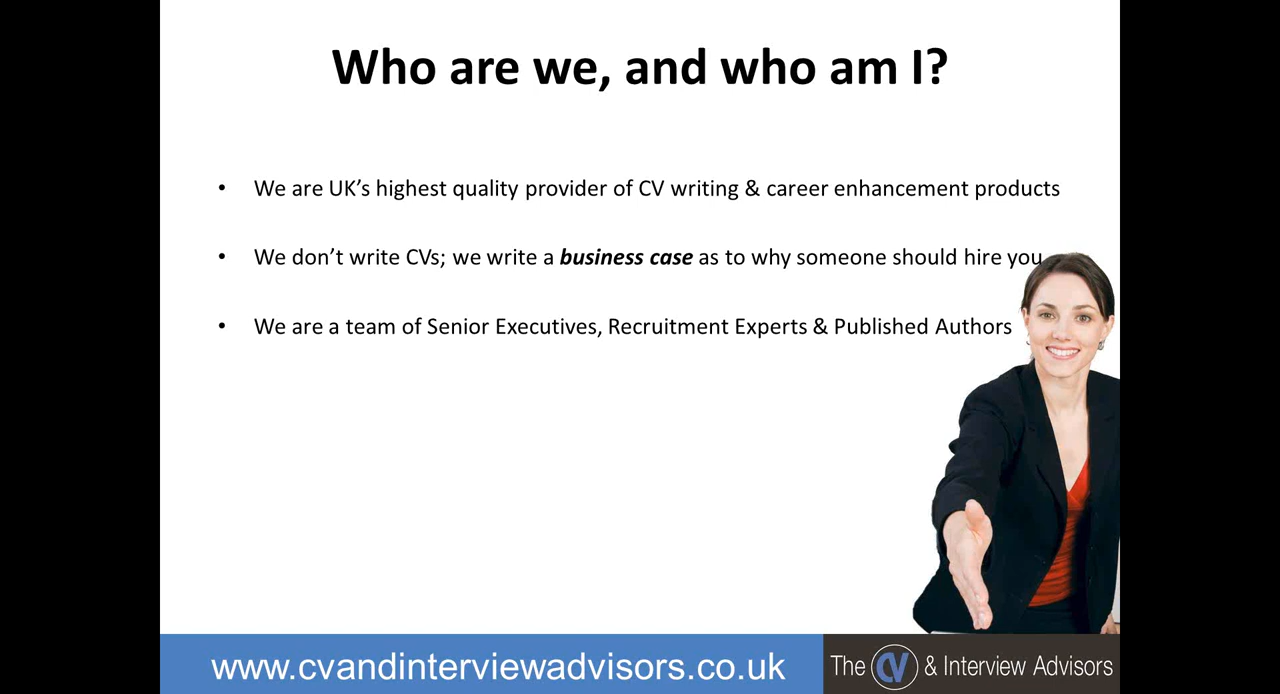 Who are we, and who am I?
• We are UK’s highest quality provider of CV writing & career enhancement products
• We don’t write CVs; we write a business case as to why someone should hire you
• We are a team of Senior Executives, Recruitment Experts & Published Authors
www.cvandinterviewadvisors.co.uk
The CV & Interview Advisors